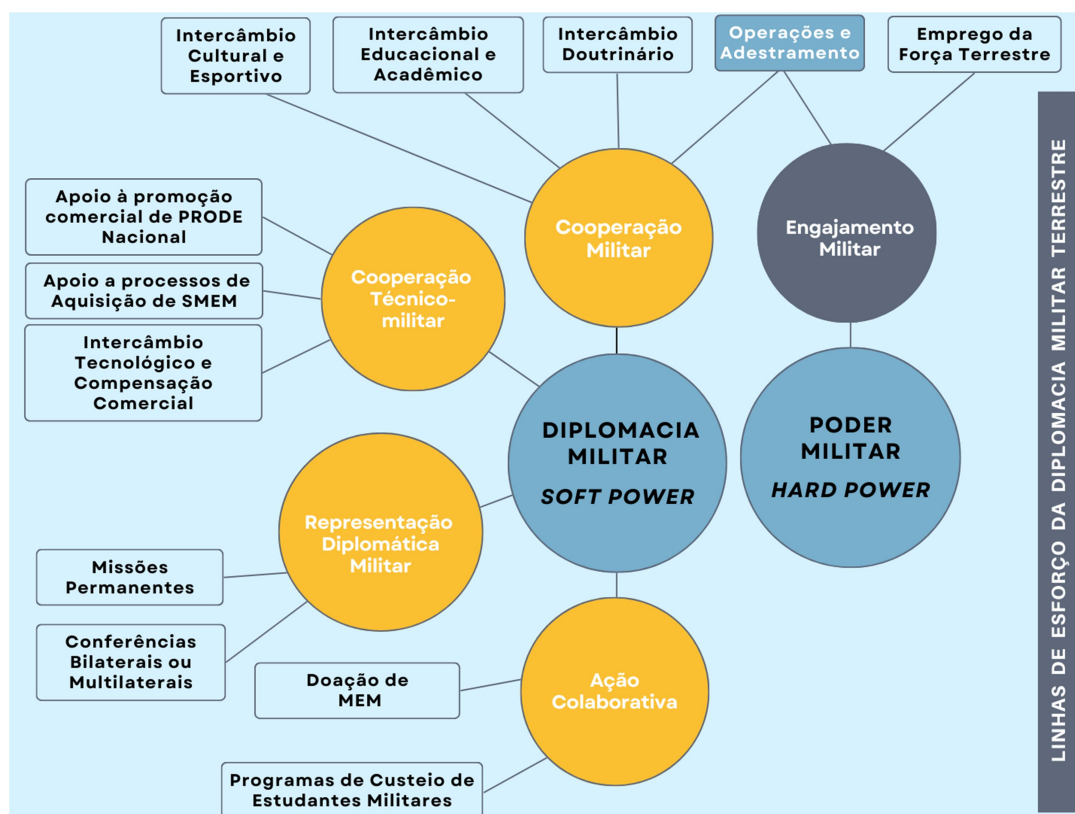 Intercâmbio
Cultural e
Esportivo
Intercâmbio
Educacional e
Acadêmico
Intercâmbio
Doutrinário
Operações e
Adestramento
Emprego da
Força Terrestre
Apoio à promoção
comercial de PRODE
Nacional
Apoio a processos de
Aquisição de SMEM
Intercâmbio
Tecnológico e
Compensação
Comercial
Cooperação
Técnico-
militar
Cooperação
Militar
Engajamento
Militar
DIPLOMACIA
MILITAR
SOFT POWER
PODER
MILITAR
HARD POWER
Representação
Diplomática
Militar
Missões
Permanentes
Conferências
Bilaterais ou
Multilaterais
Doação de
MEM
Ação
Colaborativa
Programas de Custeio de
Estudantes Militares
LINHAS DE ESFORÇO DA DIPLOMACIA MILITAR TERRESTRE